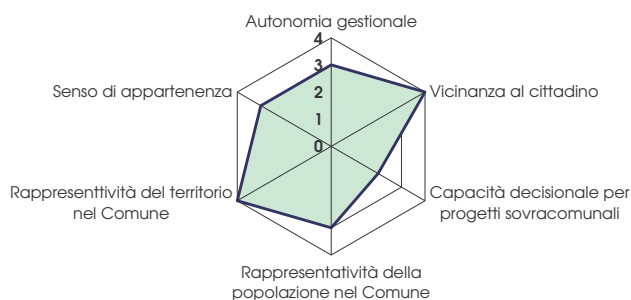 Autonomia gestionale
4
3
2
1
0
Senso di appartenenza
Vicinanza al cittadino
Rappresenttività del territorio
nel Comune
Capacità decisionale per
progetti sovracomunali
Rappresentatività della
popolazione nel Comune